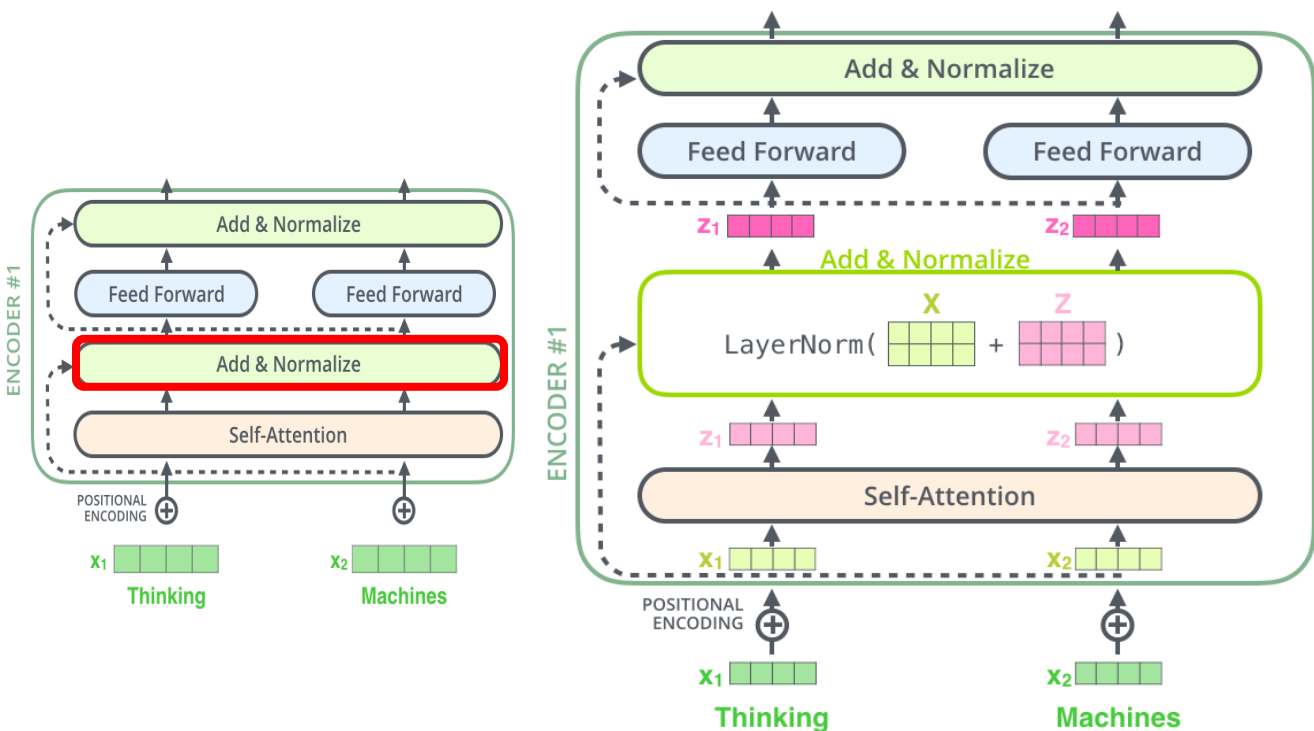 Add & Normalize
Feed Forward
Feed Forward
Add & Normalize
Self-Attention
POSITIONAL
ENCODING
x1
x2
Thinking
Machines
ENCODER #1
Add & Normalize
Feed Forward
Feed Forward
z1
z2
Add & Normalize
X
Z
LayerNorm( + )
z1
z2
Self-Attention
x1
x2
POSITIONAL
ENCODING
x1
x2
Thinking
Machines
ENCODER #1